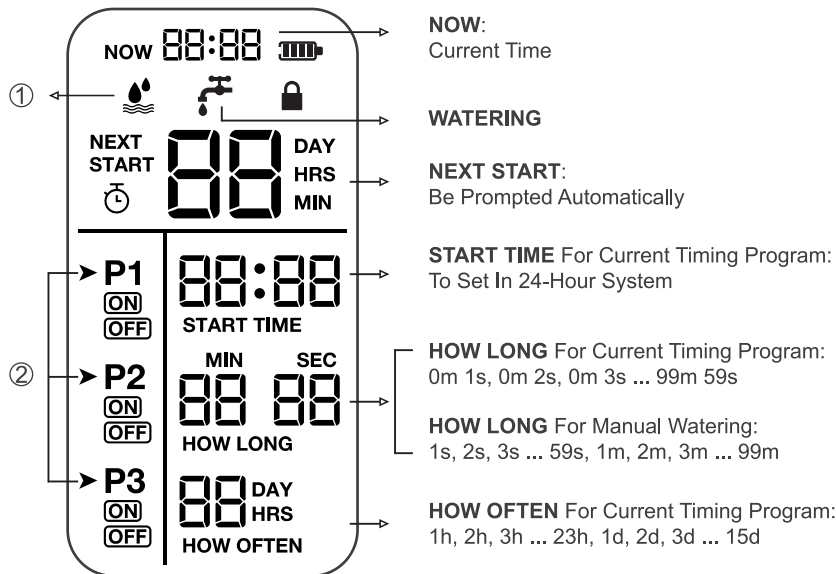 NOW 88:88
NOW:
Current Time
①
WATERING
NEXT
START
88
DAY
HRS
MIN
NEXT START:
Be Prompted Automatically
②
P1
ON
OFF
88:88
START TIME
START TIME For Current Timing Program:
To Set In 24-Hour System
P2
ON
OFF
MIN SEC
88 88
HOW LONG
HOW LONG For Current Timing Program:
0m 1s, 0m 2s, 0m 3s ... 99m 59s
HOW LONG For Manual Watering:
1s, 2s, 3s ... 59s, 1m, 2m, 3m ... 99m
P3
ON
OFF
88
DAY
HRS
HOW OFTEN
HOW OFTEN For Current Timing Program:
1h, 2h, 3h ... 23h, 1d, 2d, 3d ... 15d